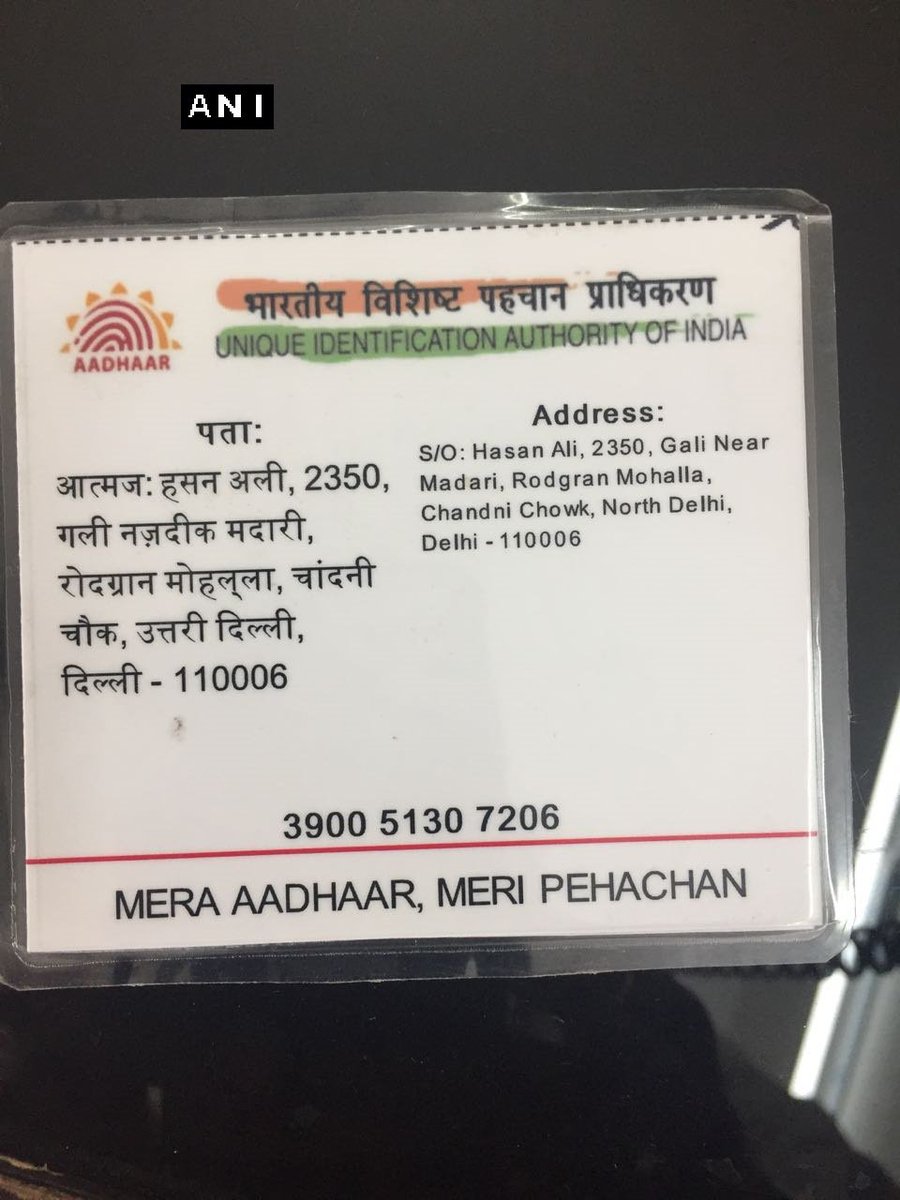 ANI
भारतीय विशिष्ट पहचान प्राधिकरण
UNIQUE IDENTIFICATION AUTHORITY OF INDIA
AADHAAR
पता:
आत्मज: हसन अली, 2350,
गली नज़दीक मदारी,
रोदग्रान मोहल्ला, चांदनी
चौक, उत्तरी दिल्ली,
दिल्ली - 110006
Address:
S/O: Hasan Ali, 2350, Gali Near
Madari, Rodgran Mohalla,
Chandni Chowk, North Delhi,
Delhi - 110006
3900 5130 7206
MERA AADHAAR, MERI PEHACHAN